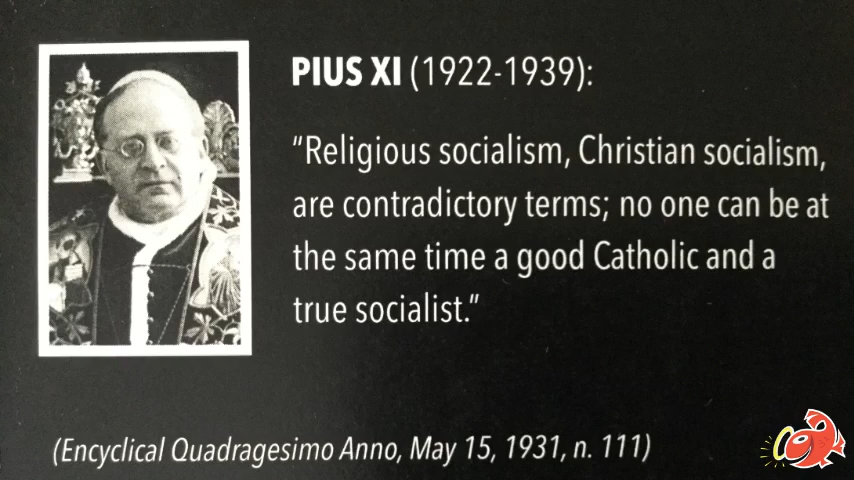 PIUS XI (1922-1939):
“Religious socialism, Christian socialism,
are contradictory terms; no one can be at
the same time a good Catholic and a
true socialist.”
(Encyclical Quadragesimo Anno, May 15, 1931, n. 111)